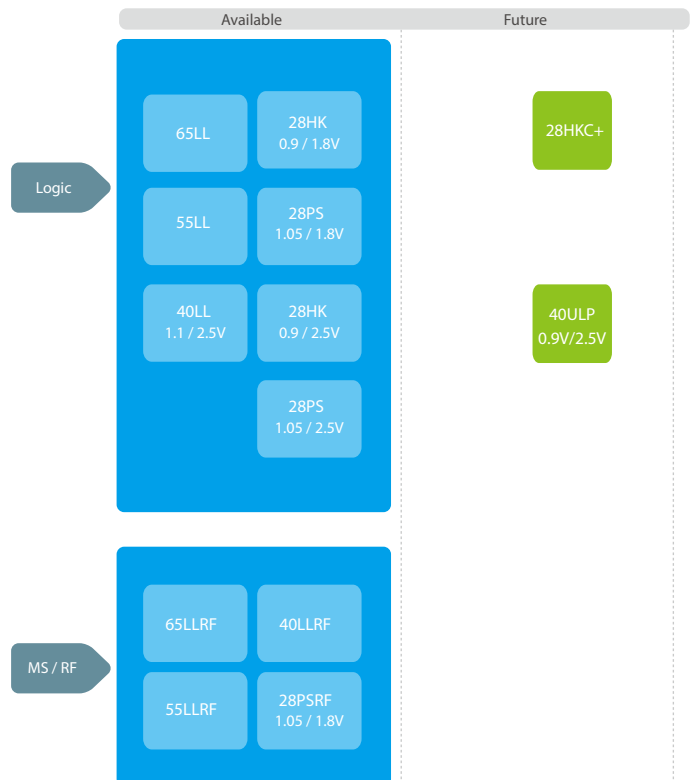 Available
Future
Logic
65LL
28HK
0.9 / 1.8V
28HKC+
55LL
28PS
1.05 / 1.8V
40LL
1.1 / 2.5V
28HK
0.9 / 2.5V
40ULP
0.9V/2.5V
28PS
1.05 / 2.5V
MS / RF
65LLRF
40LLRF
55LLRF
28PSRF
1.05 / 1.8V